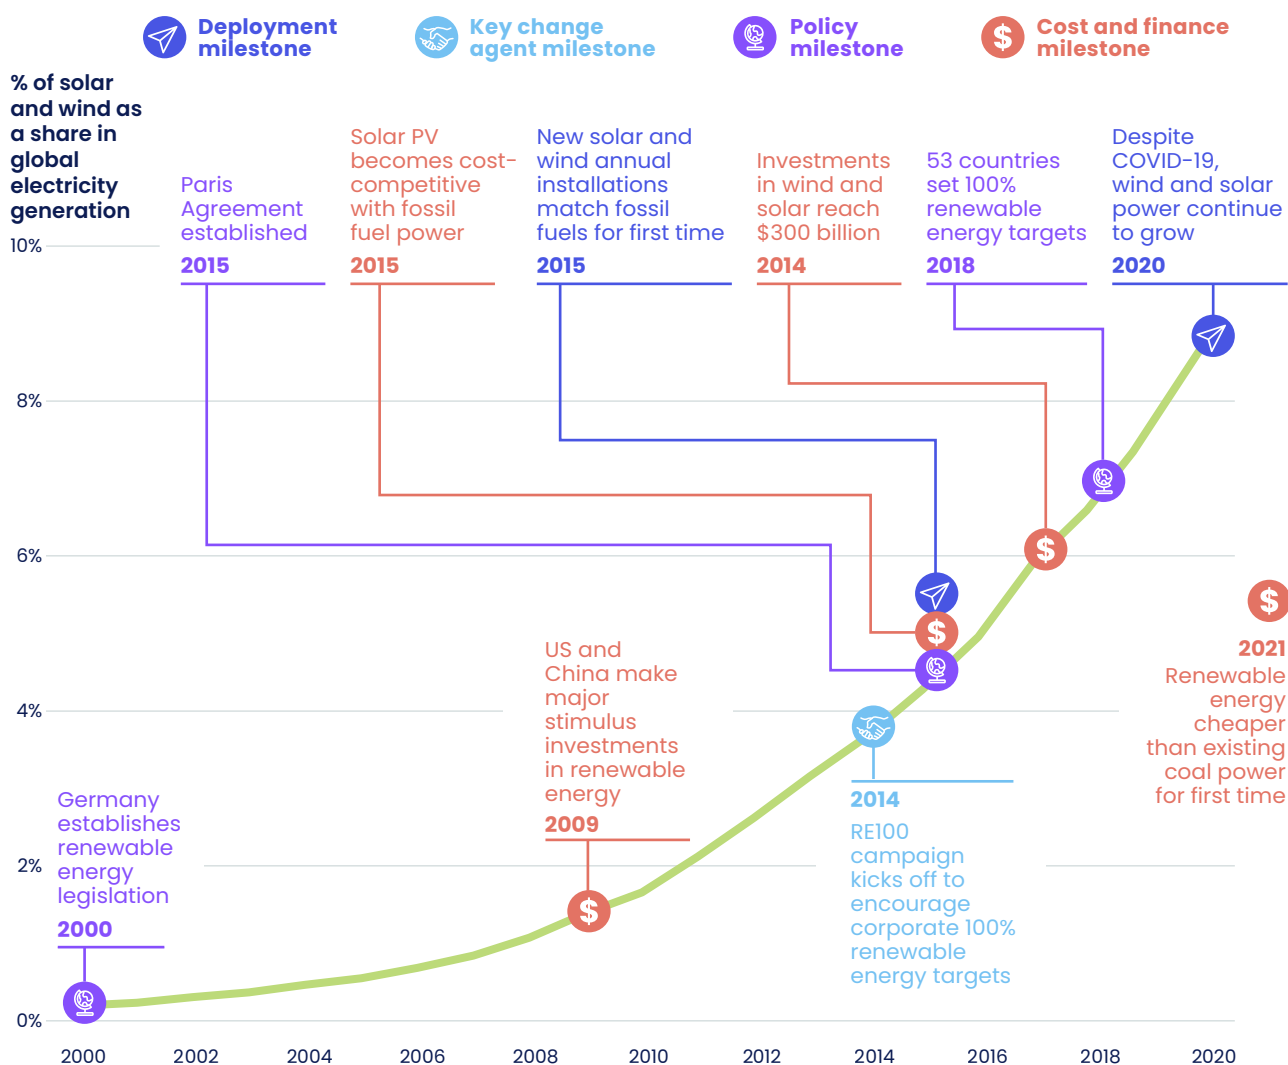 Deployment
milestone
Key change
agent milestone
Policy
milestone
Cost and finance
milestone
% of solar
and wind as
a share in
global
electricity
generation
Paris
Agreement
established
2015
Solar PV
becomes cost-
competitive
with fossil
fuel power
2015
New solar and
wind annual
installations
match fossil
fuels for first time
2015
Investments
in wind and
solar reach
$300 billion
2014
53 countries
set 100%
renewable
energy targets
2018
Despite
COVID-19,
wind and solar
power continue
to grow
2020
10%
8%
6%
4%
2%
0%
$
$
$
$
$
2021
Renewable
energy
cheaper
than existing
coal power
for first time
US and
China make
major
stimulus
investments
in renewable
energy
2009
2014
RE100
campaign
kicks off to
encourage
corporate 100%
renewable
energy targets
Germany
establishes
renewable
energy
legislation
2000
2000
2002
2004
2006
2008
2010
2012
2014
2016
2018
2020